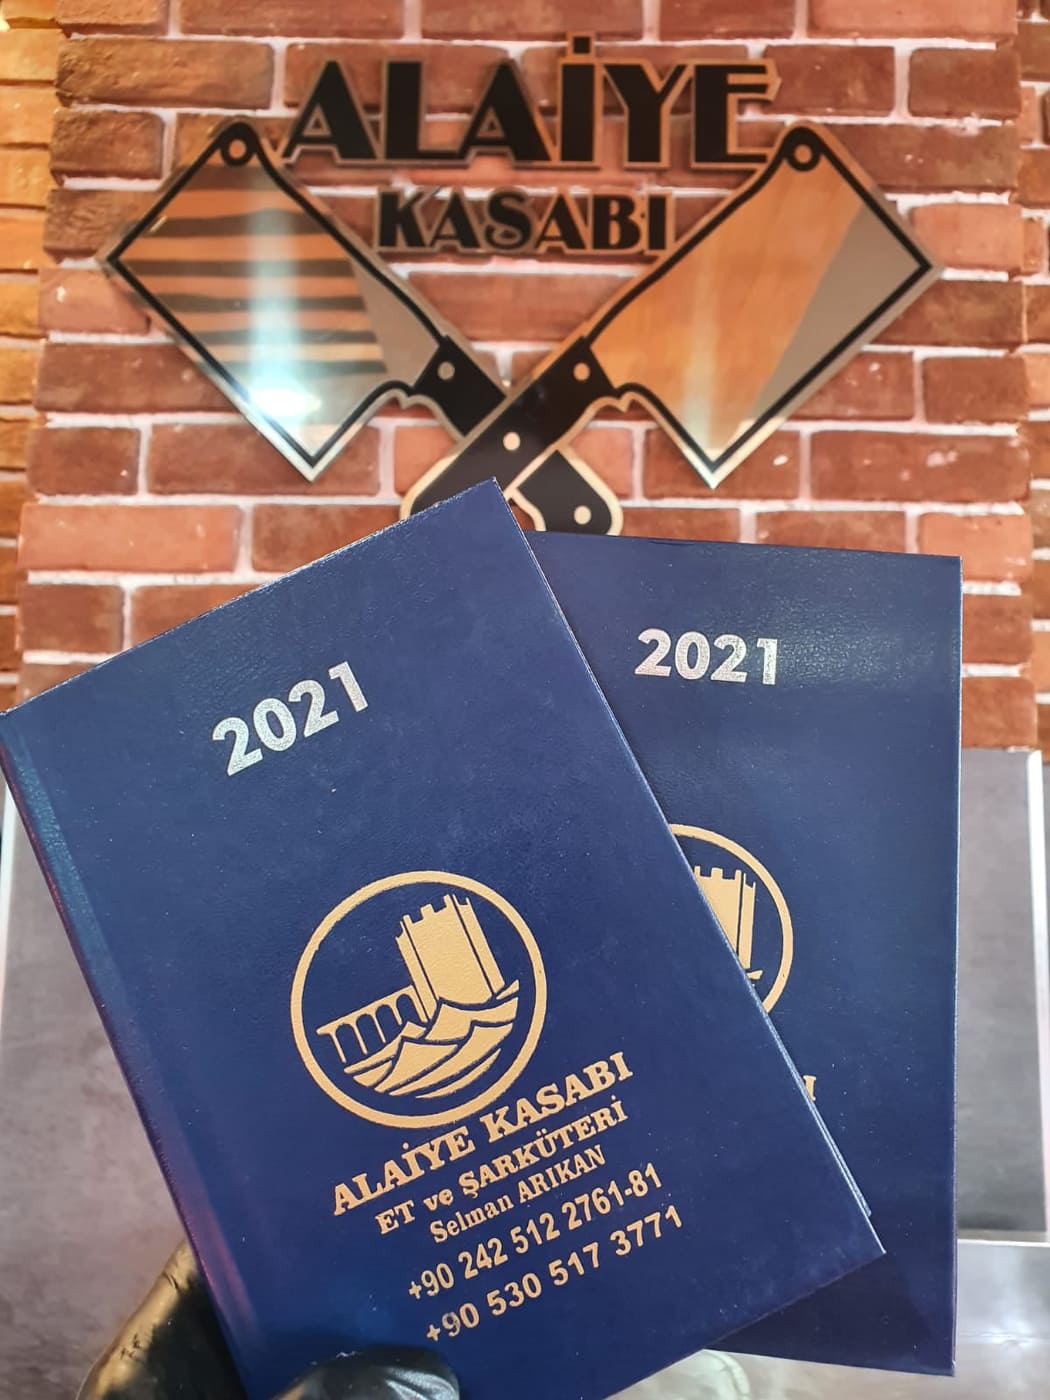 ALAİYE
KASABI
2021
ALAİYE KASABI
ET ve ŞARKÜTERİ
Selman ARIKAN
+90 242 512 2761-81
+90 530 517 3771
2021